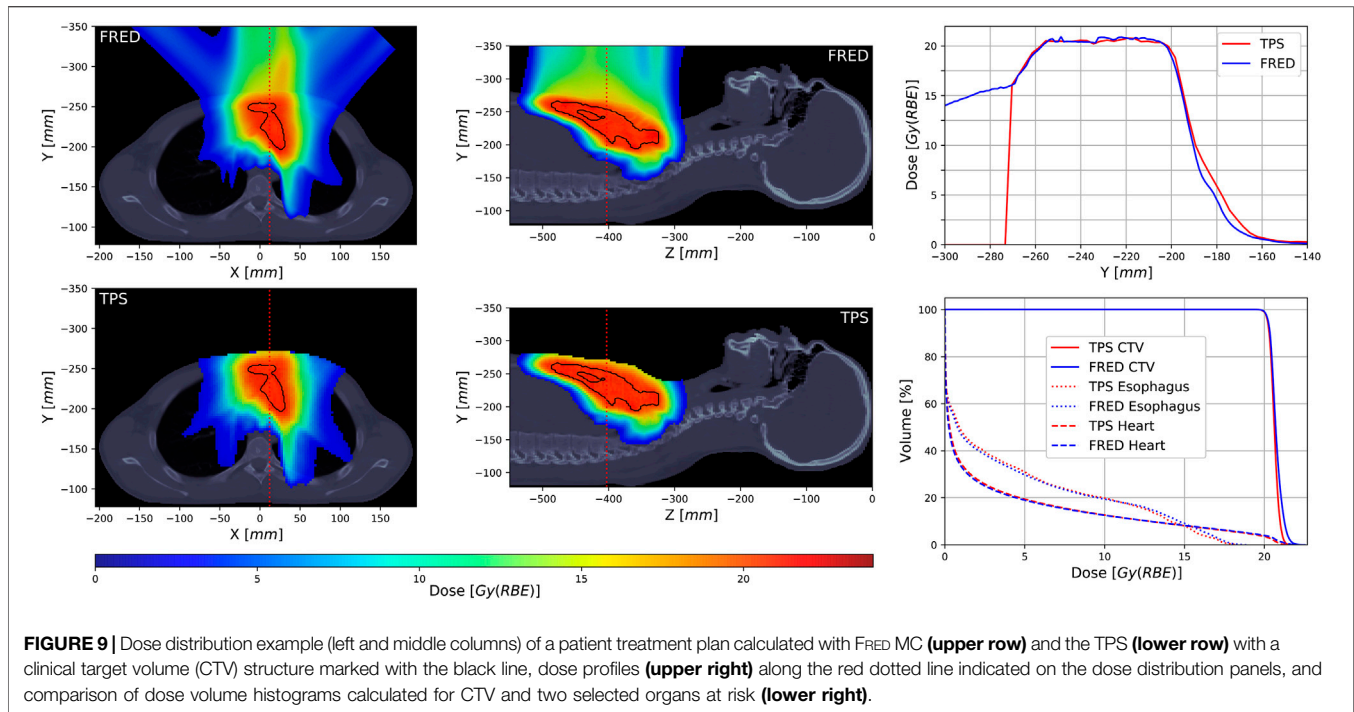 FRED
Y [mm]
−350
−300
−250
−200
−150
−100
−200 −150 −100 −50 0 50 100 150
X [mm]
FRED
Y [mm]
−350
−300
−250
−200
−150
−100
−500 −400 −300 −200 −100 0
Z [mm]
TPS
FRED
Dose [Gy(RBE)]
20
15
10
5
0
−300 −280 −260 −240 −220 −200 −180 −160 −140
Y [mm]
TPS
Y [mm]
−350
−300
−250
−200
−150
−100
−200 −150 −100 −50 0 50 100 150
X [mm]
TPS
Y [mm]
−350
−300
−250
−200
−150
−100
−500 −400 −300 −200 −100 0
Z [mm]
0 5 10 15 20
Dose [Gy(RBE)]
Volume [%]
100
80
60
40
20
0
TPS CTV
FRED CTV
TPS Esophagus
FRED Esophagus
TPS Heart
FRED Heart
0 5 10 15 20
Dose [Gy(RBE)]
FIGURE 9 | Dose distribution example (left and middle columns) of a patient treatment plan calculated with FRED MC (upper row) and the TPS (lower row) with a
clinical target volume (CTV) structure marked with the black line, dose profiles (upper right) along the red dotted line indicated on the dose distribution panels, and
comparison of dose volume histograms calculated for CTV and two selected organs at risk (lower right).